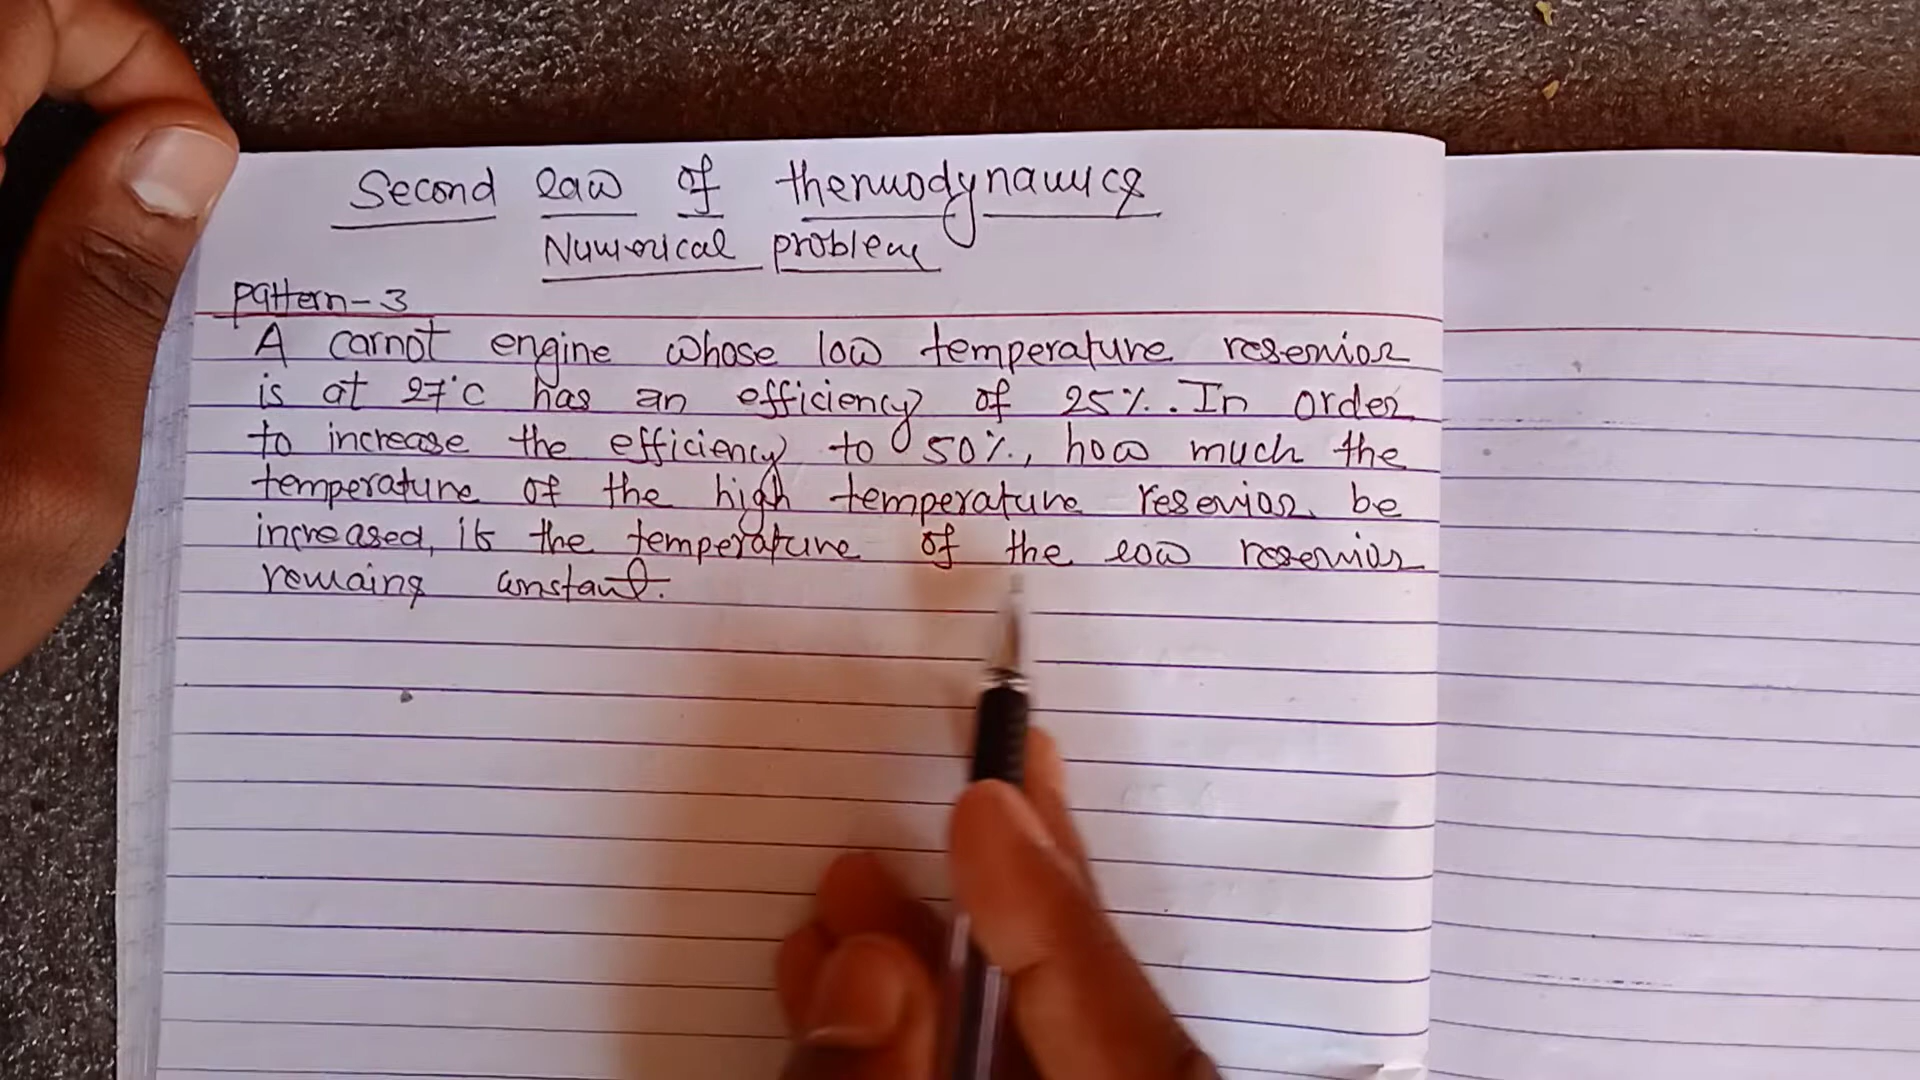 Second law of thermodynamics
Numerical problem
Pattern-3
A carnot engine whose low temperature reservior
is at 27°C has an efficiency of 25%. In order
to increase the efficiency to 50%, how much the
temperature of the high temperature reservior be
increased, if the temperature of the low reservior
remains constant.